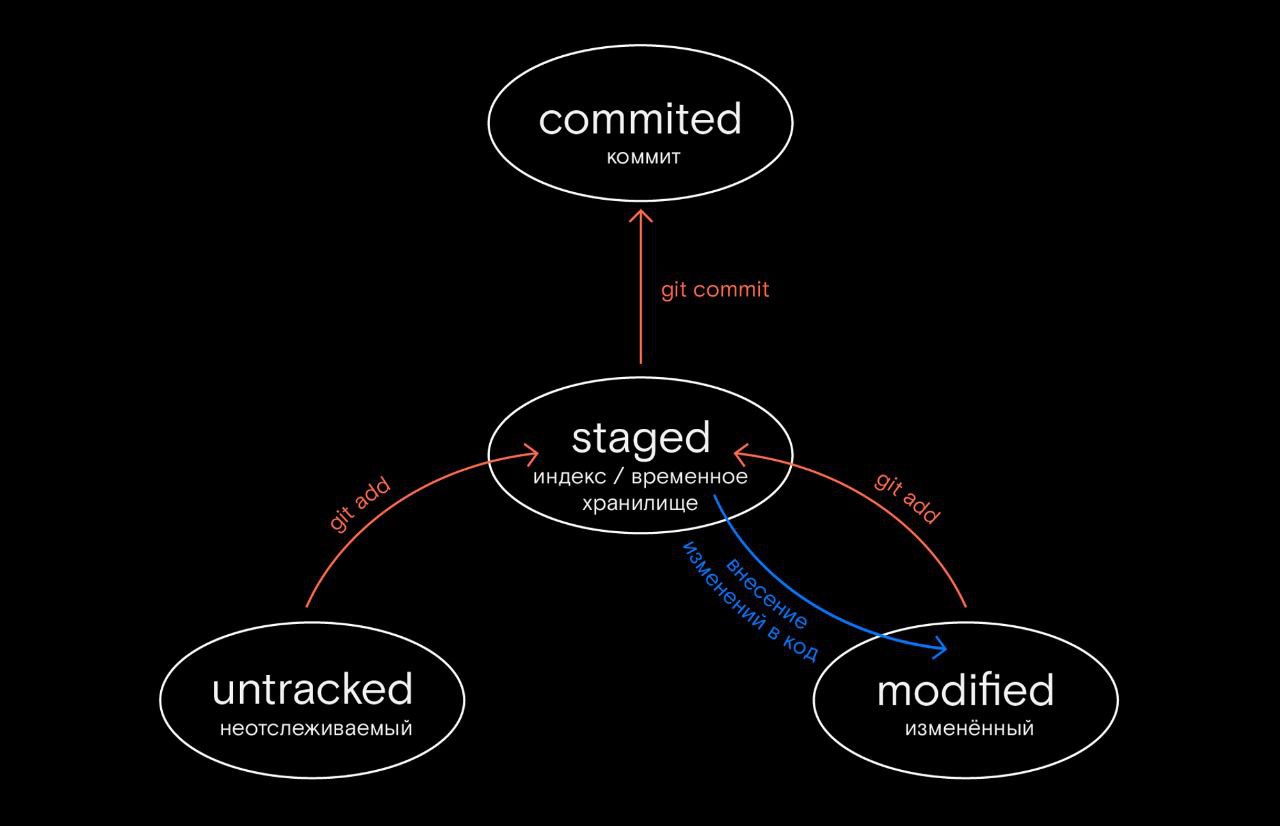 commited
коммит
git commit
staged
индекс / временное
хранилище
git add
git add
внесение
изменений в код
untracked
неотслеживаемый
modified
изменённый